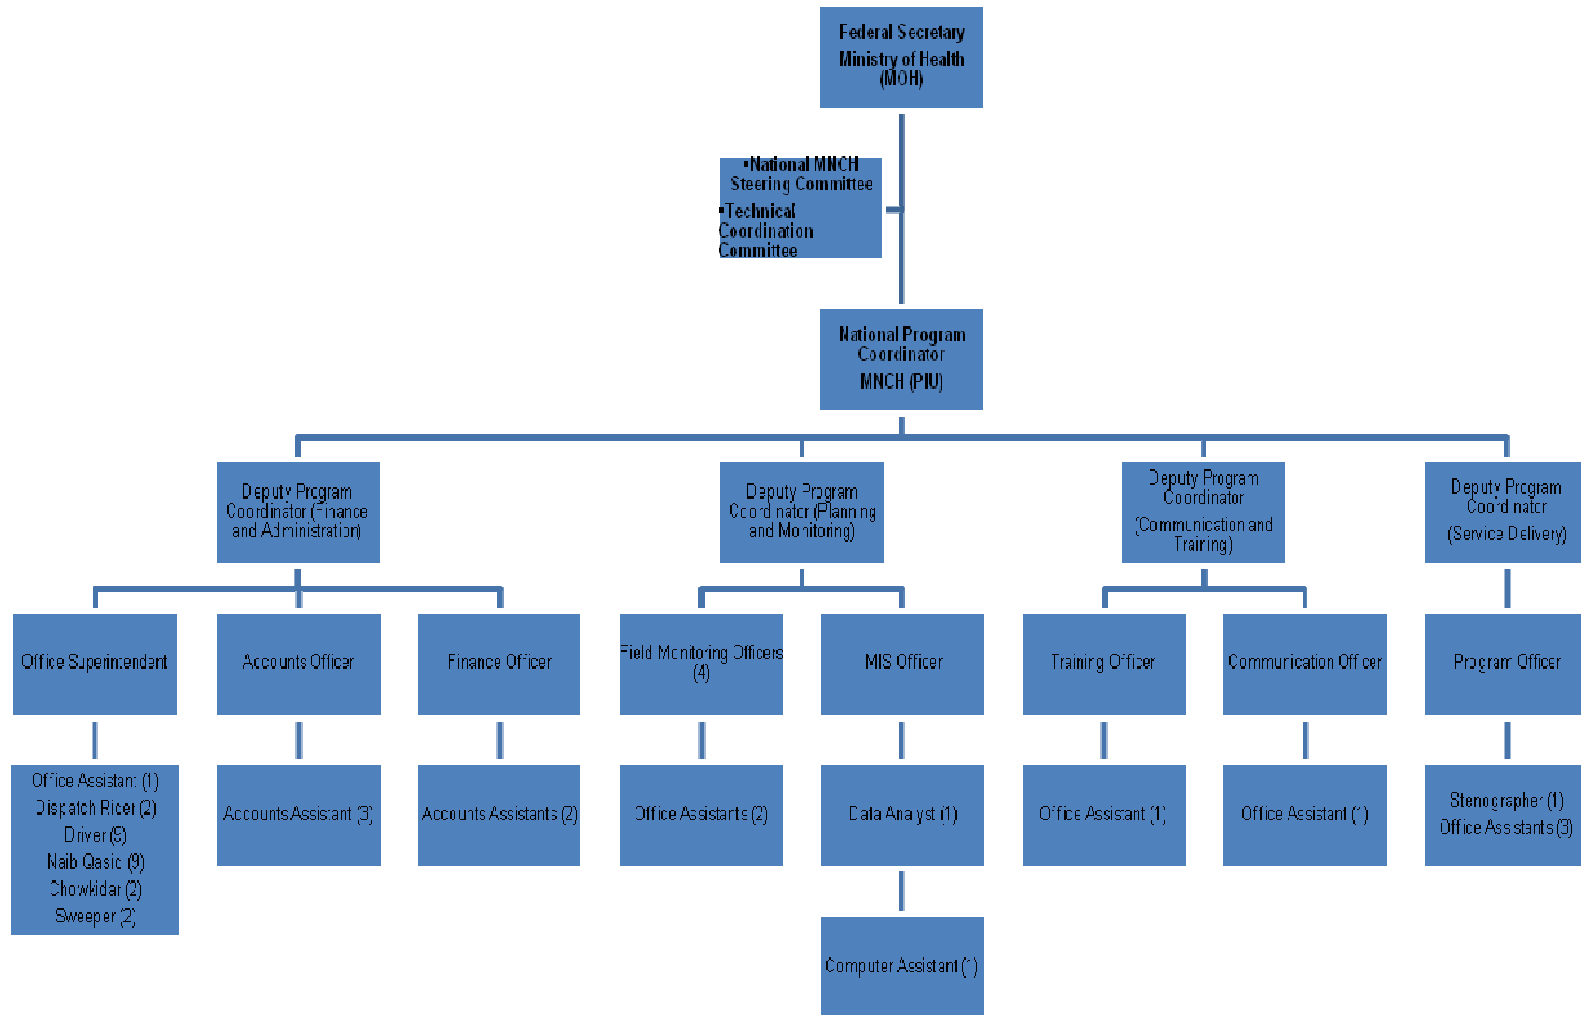 Federal Secretary
Ministry of Health
(MOH)
▪National MNCH
Steering Committee
▪Technical
Coordination
Committee
National Program
Coordinator
MNCH (PIU)
Deputy Program
Coordinator (Finance
and Administration)
Deputy Program
Coordinator (Planning
and Monitoring)
Deputy Program
Coordinator
(Communication and
Training)
Deputy Program
Coordinator
(Service Delivery)
Office Superintendent
Accounts Officer
Finance Officer
Field Monitoring Officers
(4)
MIS Officer
Training Officer
Communication Officer
Program Officer
Office Assistant (1)
Dispatch (2)
Driver
Naib Qasid (9)
Chowkidar (2)
Sweeper (2)
Accounts Assistant (3)
Accounts Assistants (2)
Office Assistants (2)
Data Analyst (1)
Office Assistant (1)
Office Assistant (1)
Stenographer (1)
Office Assistants (3)
Computer Assistant (1)